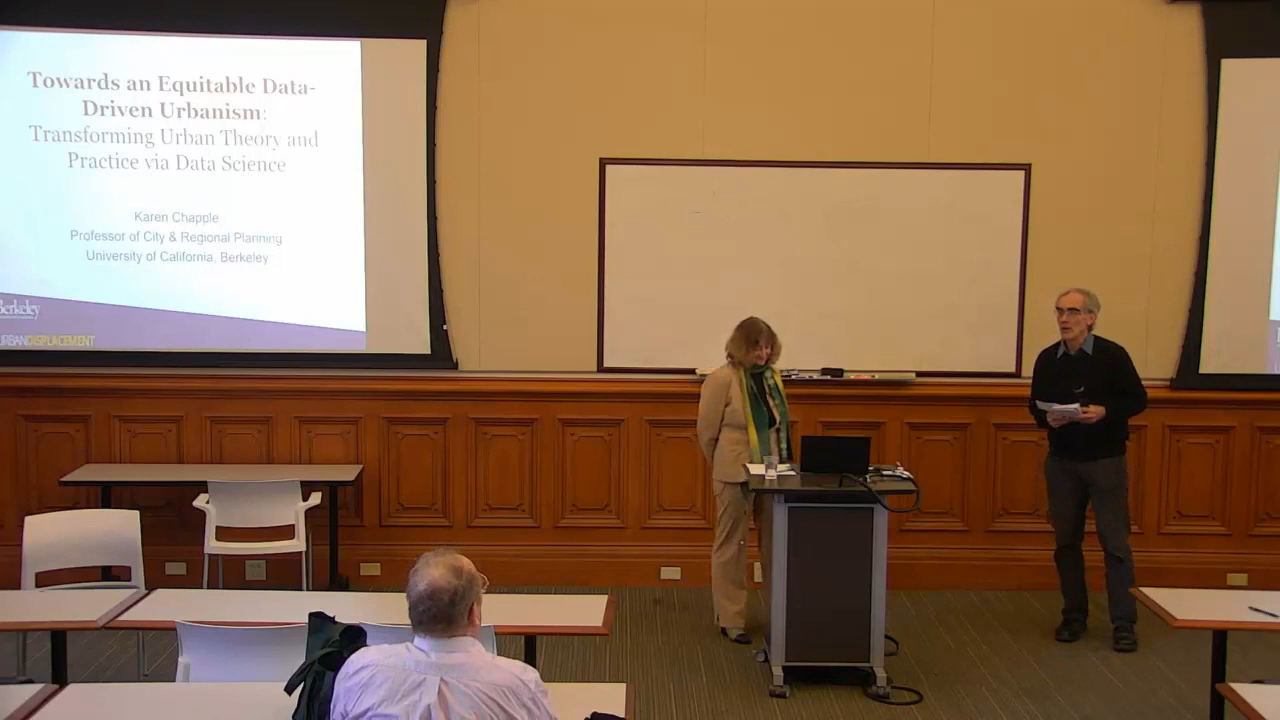 Towards an Equitable Data-
Driven Urbanism:
Transforming Urban Theory and
Practice via Data Science
Karen Chapple
Professor of City & Regional Planning
University of California, Berkeley
Berkeley
URBANDISPLACEMENT